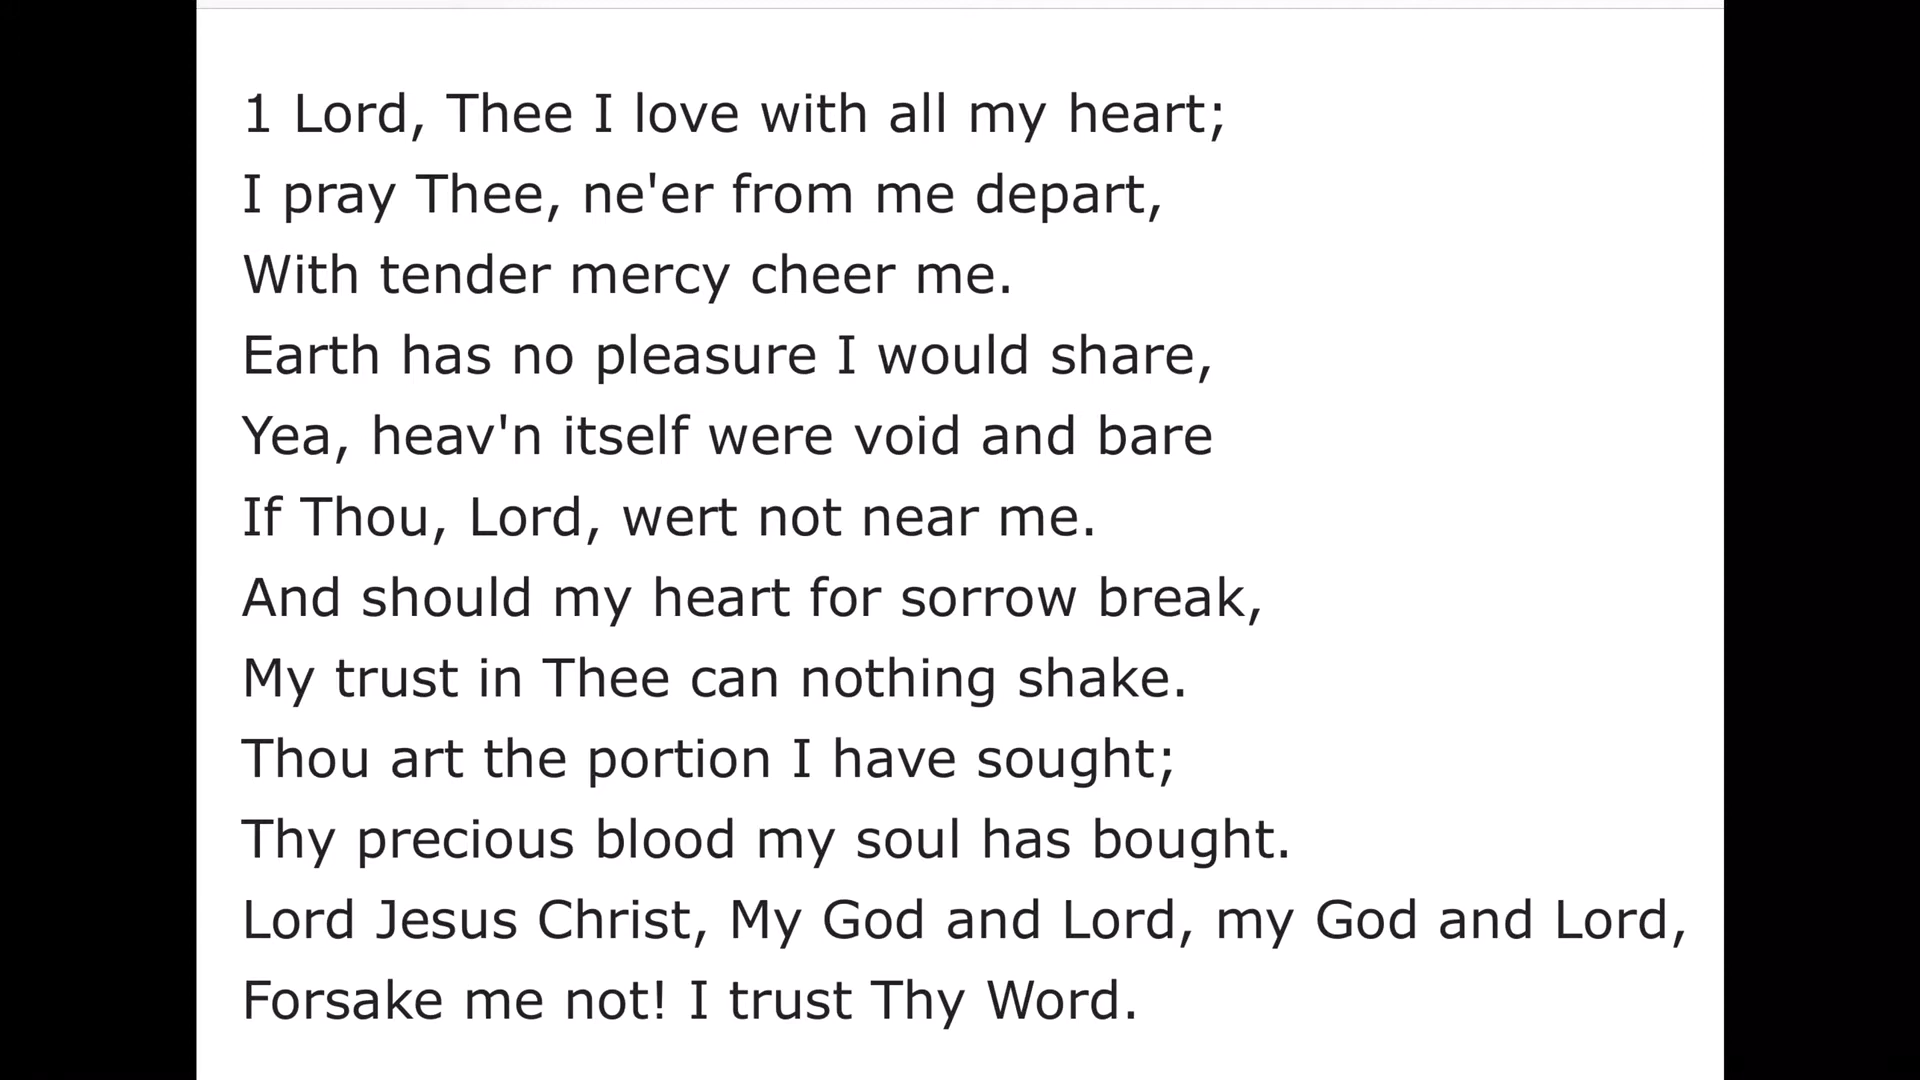 1 Lord, Thee I love with all my heart;
I pray Thee, ne'er from me depart,
With tender mercy cheer me.
Earth has no pleasure I would share,
Yea, heav'n itself were void and bare
If Thou, Lord, wert not near me.
And should my heart for sorrow break,
My trust in Thee can nothing shake.
Thou art the portion I have sought;
Thy precious blood my soul has bought.
Lord Jesus Christ, My God and Lord, my God and Lord,
Forsake me not! I trust Thy Word.